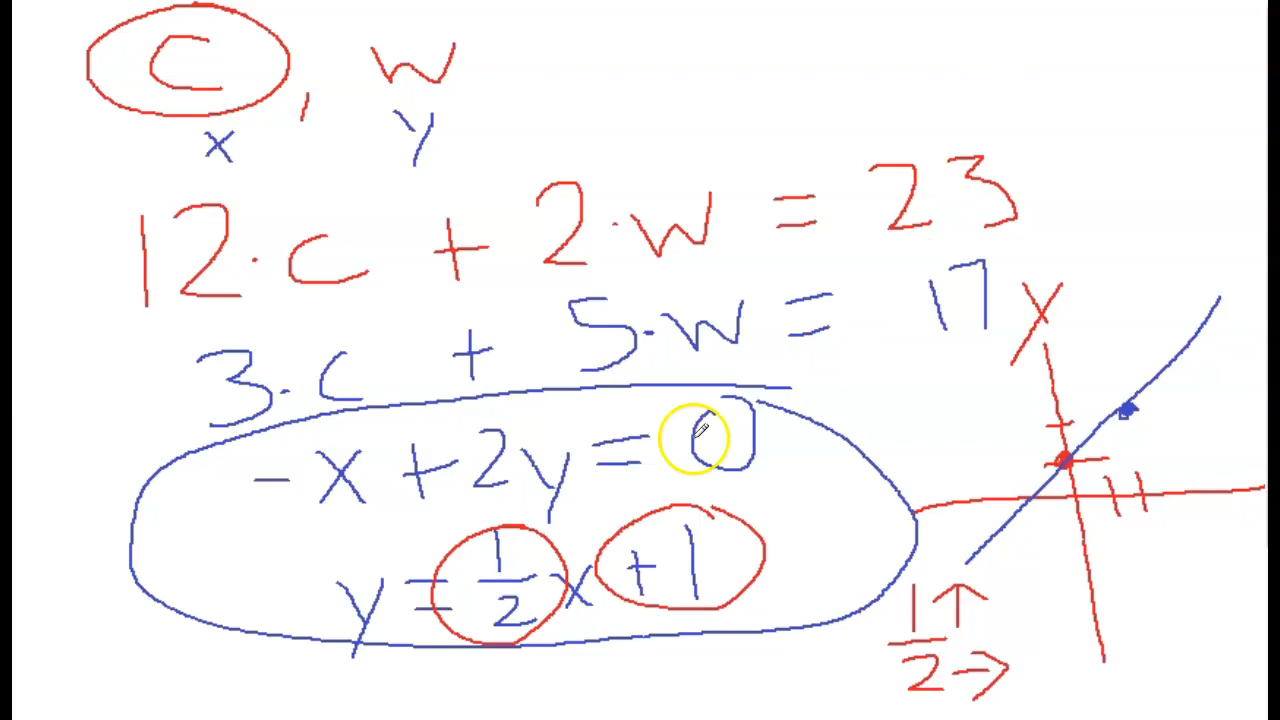 C, W
x y
12·C + 2·W = 23
3·C + 5·W = 17
-x + 2y = 0
y = 1/2 x + 1
y
1↑
2→